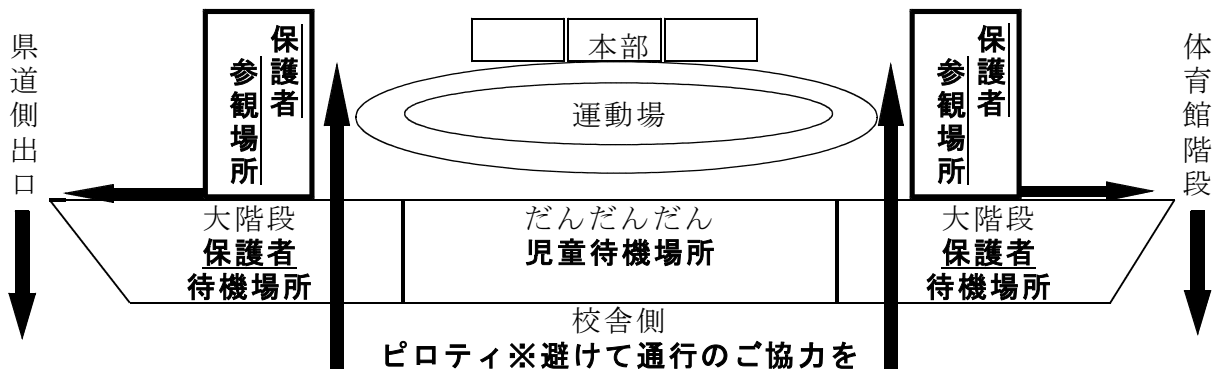 県道側出口
保護者
参観場所
本部
運動場
保護者
参観場所
体育館階段
大階段
保護者
待機場所
だんだんだん
児童待機場所
大階段
保護者
待機場所
校舎側
ピロティ※避けて通行のご協力を